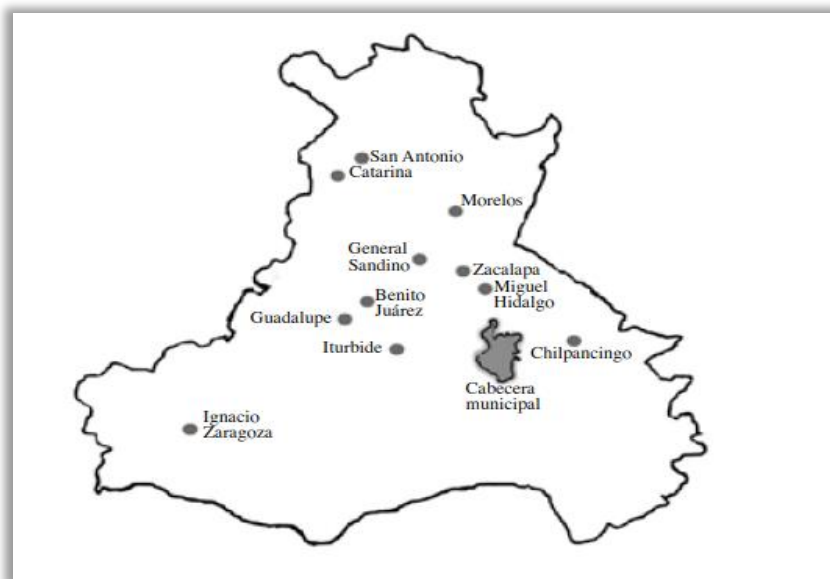 San Antonio
Catarina
Morelos
General
Sandino
Zacalapa
Miguel
Hidalgo
Benito
Juárez
Guadalupe
Iturbide
Chilpancingo
Cabecera
municipal
Ignacio
Zaragoza